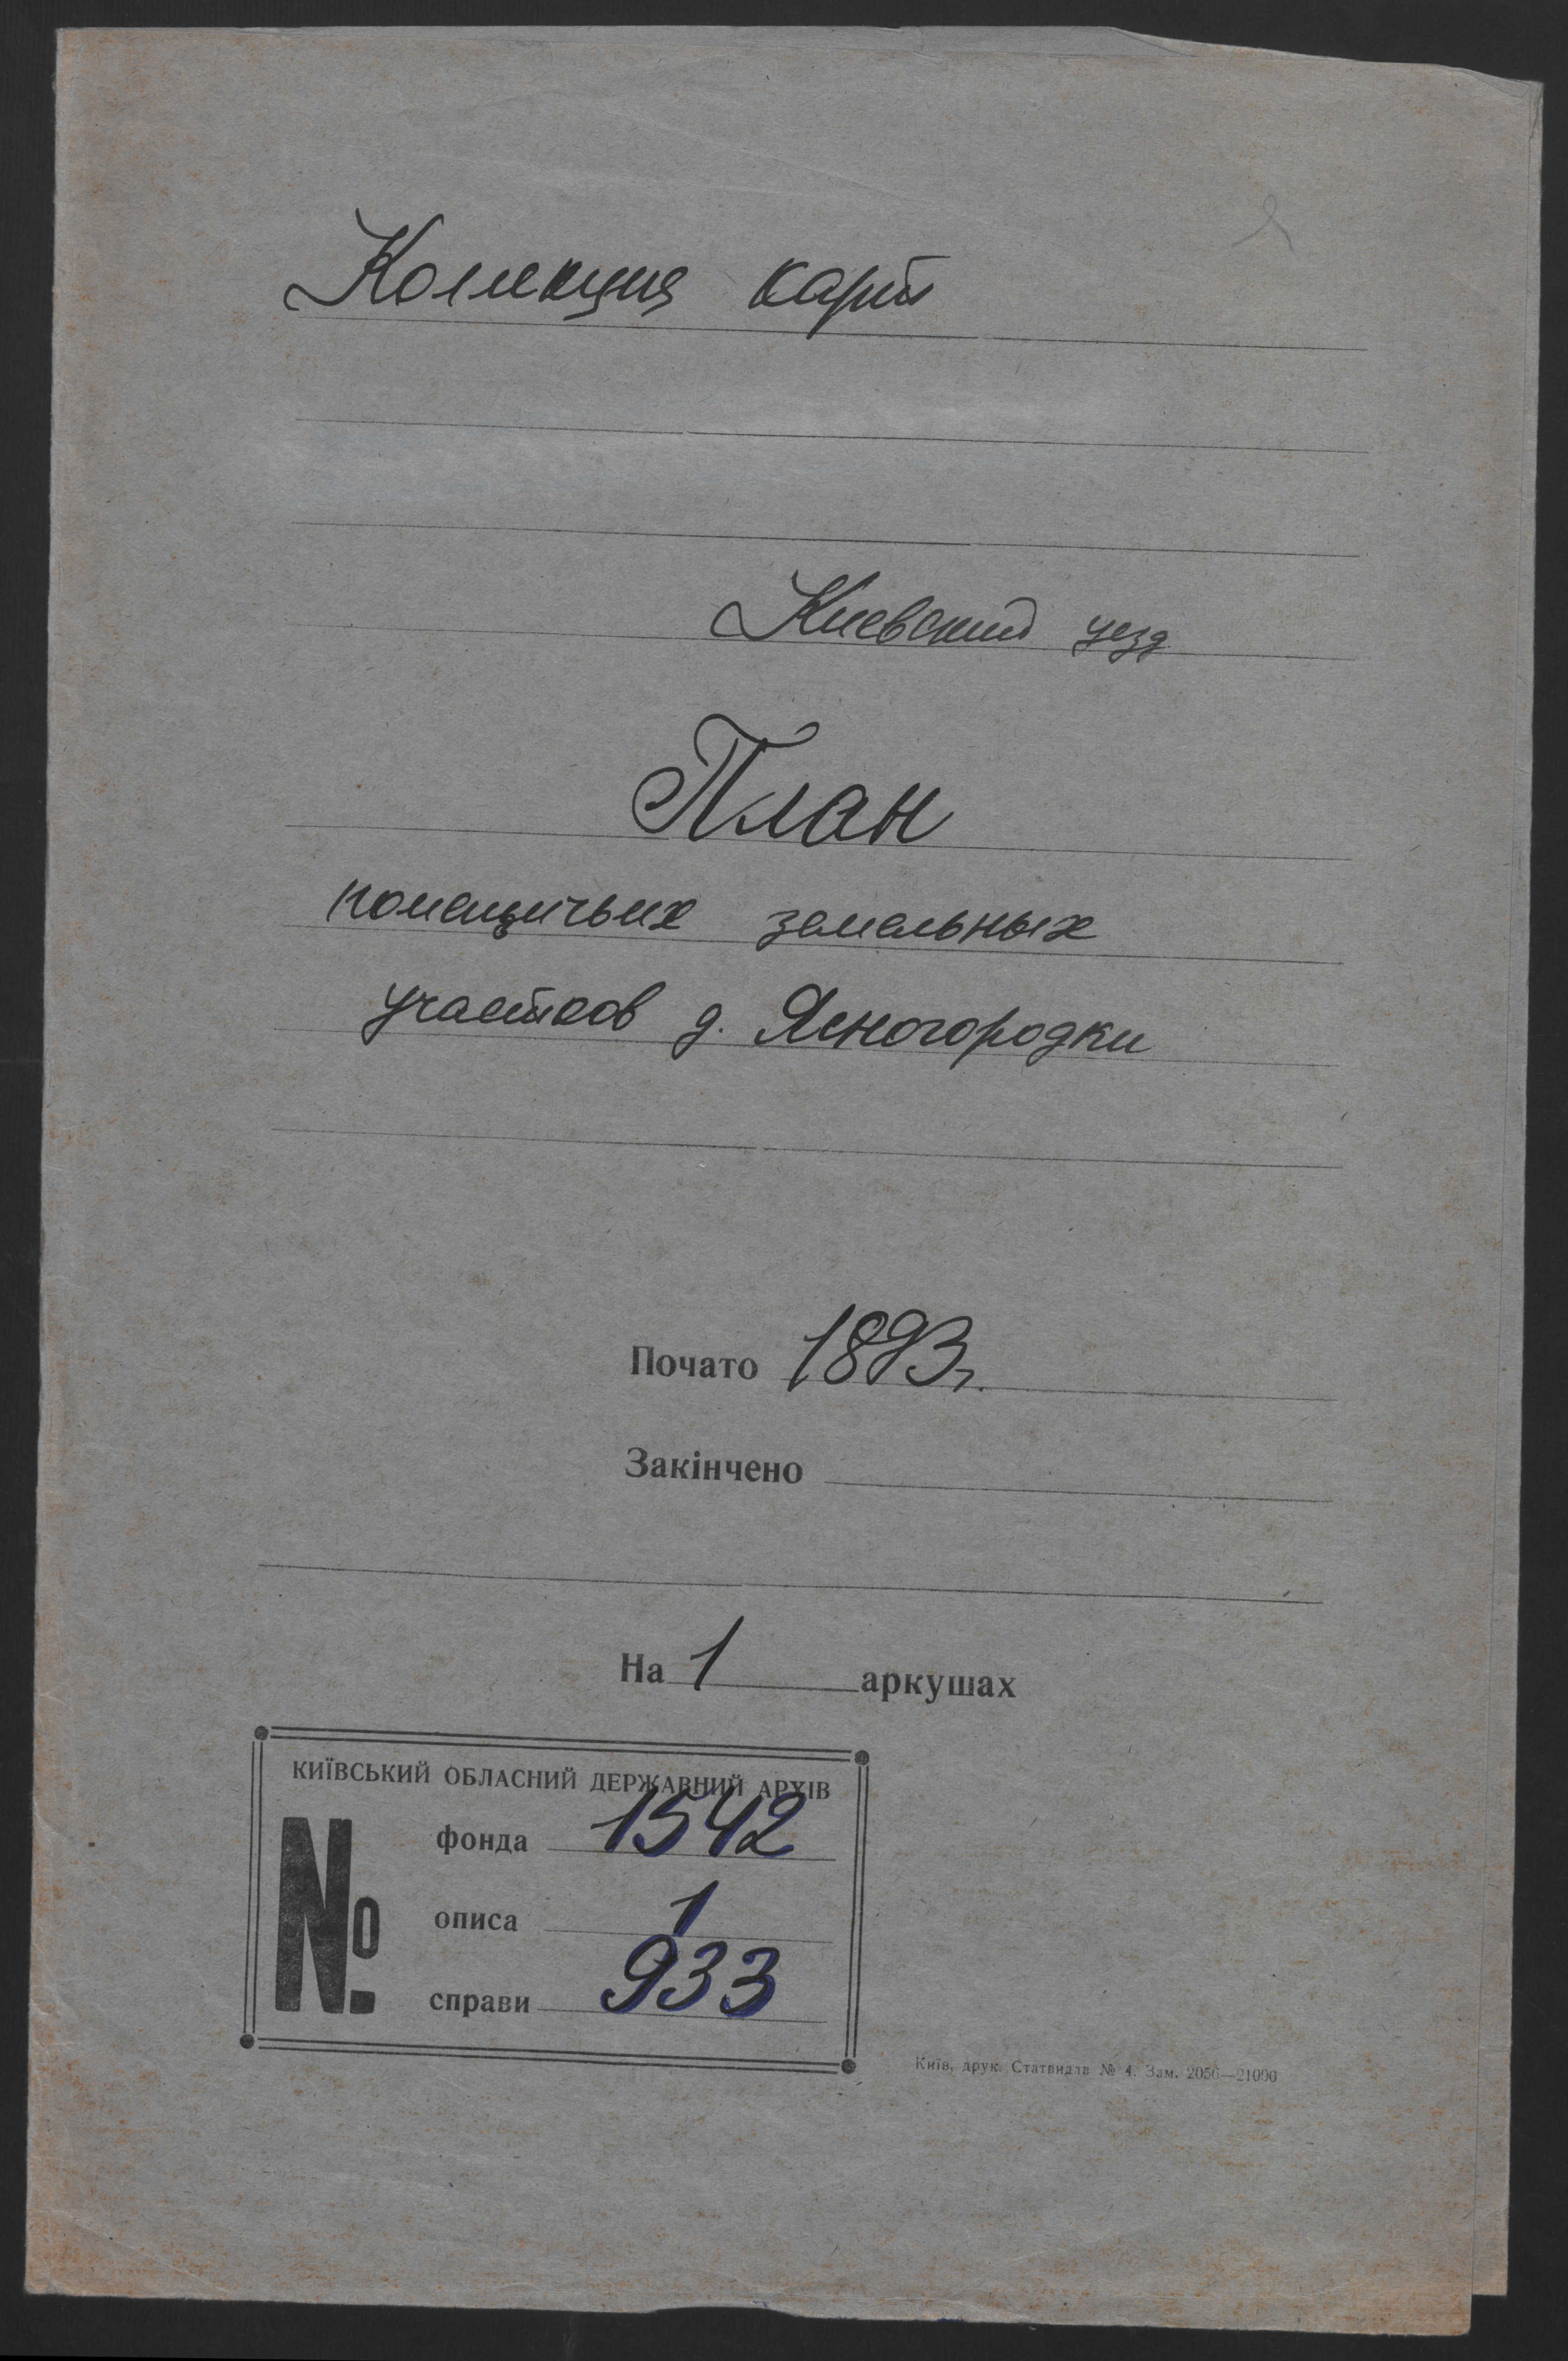 Коллекция карт
Киевский уезд
План
помещичьих земельных
участков д. Ясногородки
Почато 1893 г.
Закінчено
На 1 аркушах
КИЇВСЬКИЙ ОБЛАСНИЙ ДЕРЖАВНИЙ АРХІВ
№
фонда 1542
описа 1
справи 933
Київ, друк. Статвидав № 4. Зам. 2056—21000